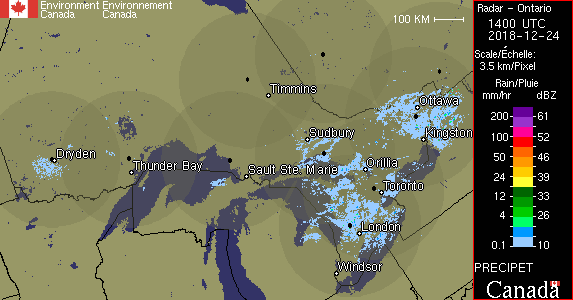 Environment Environnement
Canada Canada
100 KM
Timmins
Ottawa
Sudbury
Kingston
Dryden
Thunder Bay
Sault Ste. Marie
Orillia
Toronto
London
Windsor
Radar - Ontario
1400 UTC
2018-12-24
Scale/Échelle:
3.5 km/Pixel
Rain/Pluie
mm/hr dBZ
200 61
100 52
50 46
24 39
12 33
4 26
1 20
0.1 10
PRECIPET
Canada